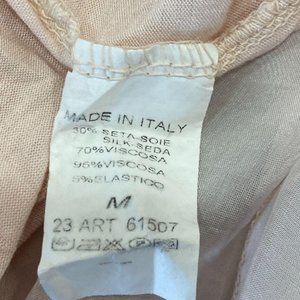 MADE IN ITALY
30% SETA-SOIE
SILK-SEDA
70%VISCOSA
95%VISCOSA
5%ELASTICO
M
23 ART 61507